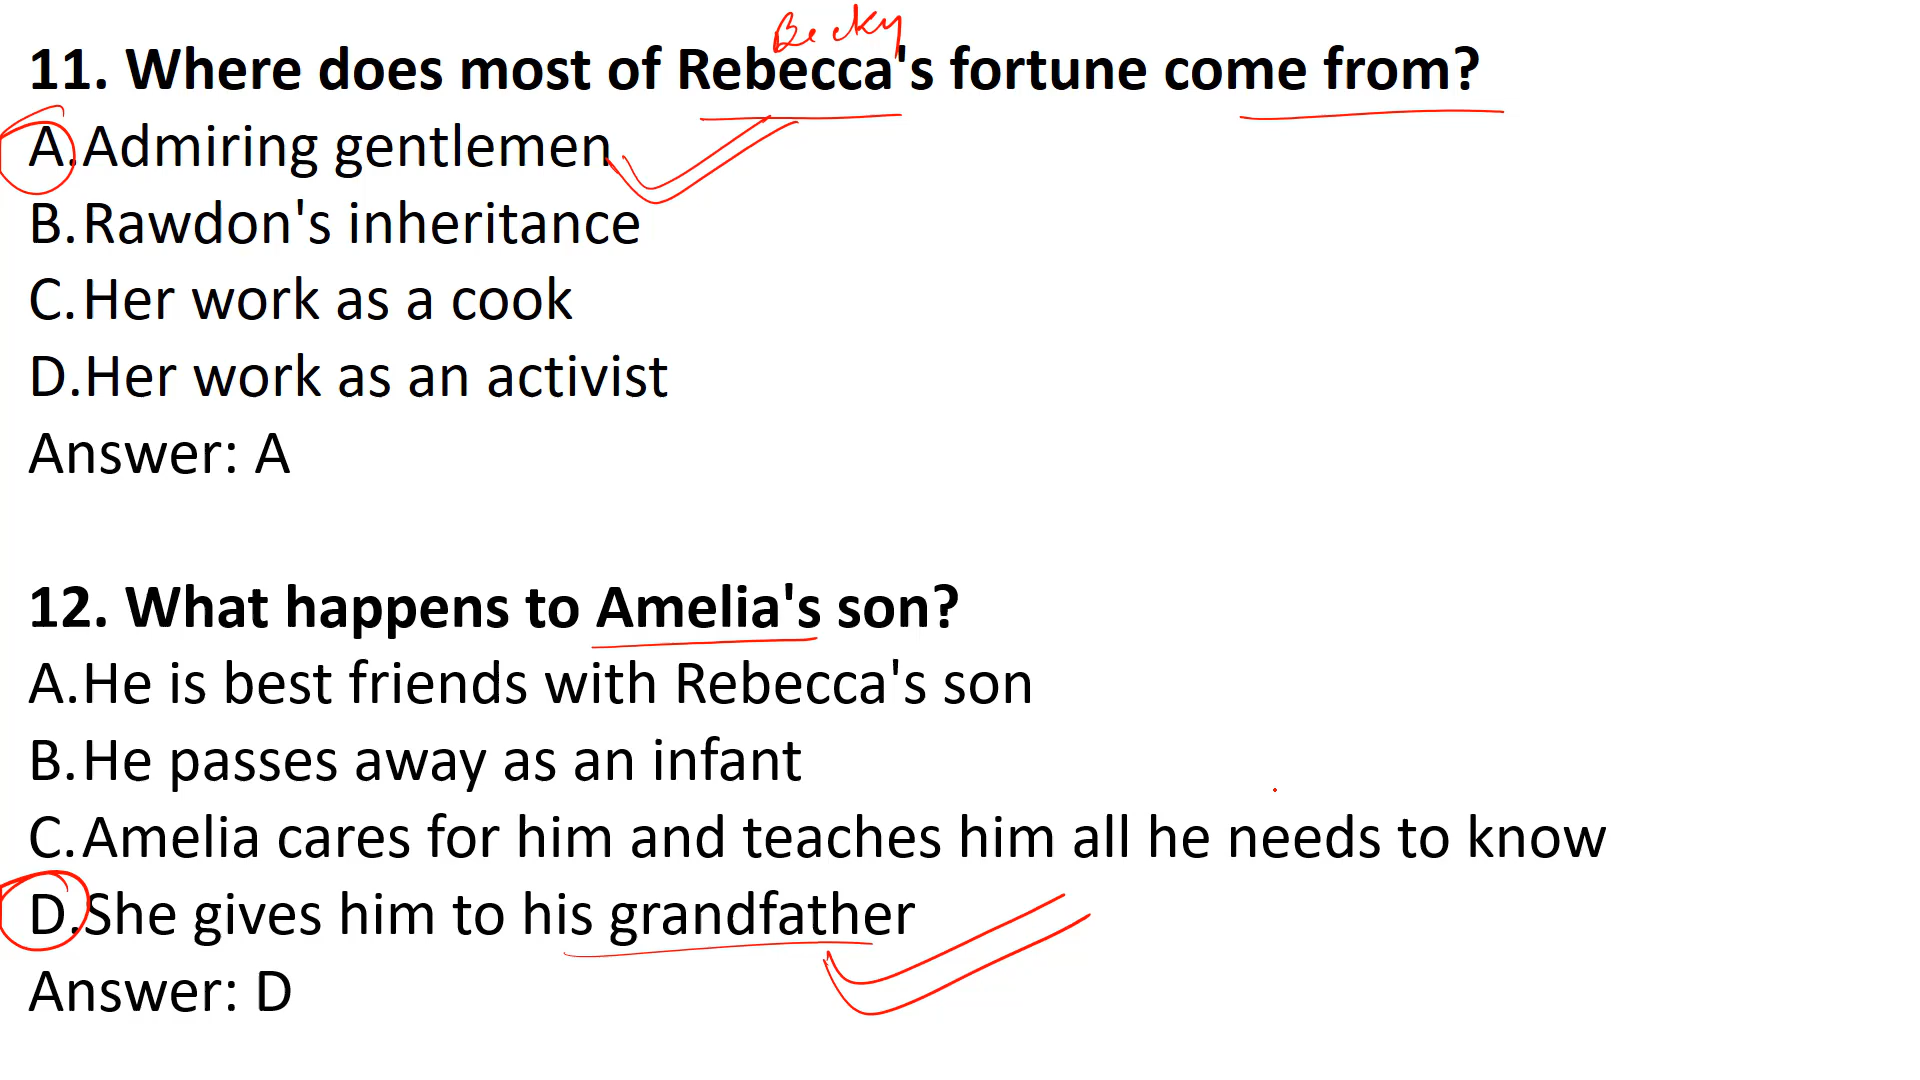 Becky
11. Where does most of Rebecca's fortune come from?
A. Admiring gentlemen
B. Rawdon's inheritance
C. Her work as a cook
D. Her work as an activist
Answer: A
12. What happens to Amelia's son?
A. He is best friends with Rebecca's son
B. He passes away as an infant
C. Amelia cares for him and teaches him all he needs to know
D. She gives him to his grandfather
Answer: D